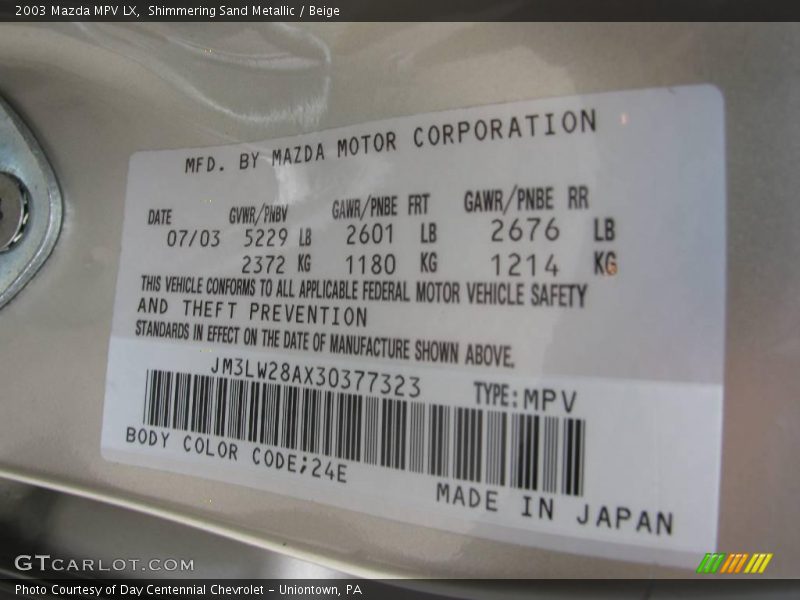 2003 Mazda MPV LX, Shimmering Sand Metallic / Beige
MFD. BY MAZDA MOTOR CORPORATION
DATE GVWR/PNBV GAWR/PNBE FRT GAWR/PNBE RR
07/03 5229 LB 2601 LB 2676 LB
2372 KG 1180 KG 1214 KG
THIS VEHICLE CONFORMS TO ALL APPLICABLE FEDERAL MOTOR VEHICLE SAFETY
AND THEFT PREVENTION
STANDARDS IN EFFECT ON THE DATE OF MANUFACTURE SHOWN ABOVE.
JM3LW28AX30377323 TYPE:MPV
BODY COLOR CODE;24E
MADE IN JAPAN
GTCARLOT.COM
Photo Courtesy of Day Centennial Chevrolet - Uniontown, PA